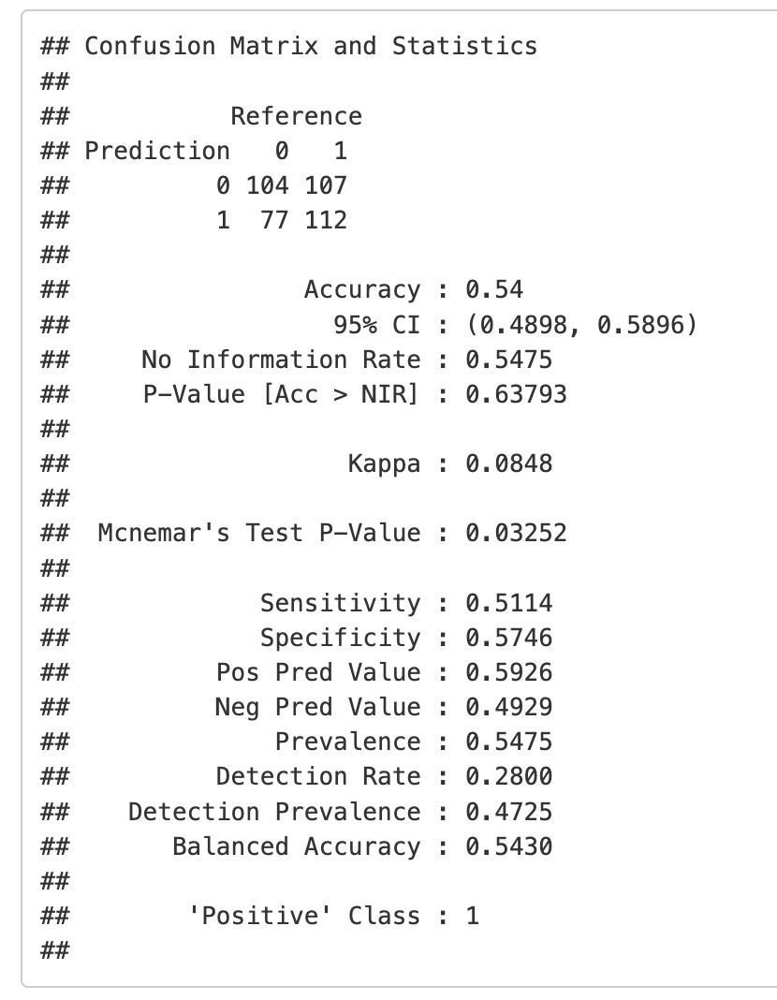 ## Confusion Matrix and Statistics
##
##           Reference
## Prediction   0   1
##          0 104 107
##          1  77 112
##
##                Accuracy : 0.54
##                  95% CI : (0.4898, 0.5896)
##     No Information Rate : 0.5475
##     P-Value [Acc > NIR] : 0.63793
##
##                   Kappa : 0.0848
##
##  Mcnemar's Test P-Value : 0.03252
##
##             Sensitivity : 0.5114
##             Specificity : 0.5746
##          Pos Pred Value : 0.5926
##          Neg Pred Value : 0.4929
##              Prevalence : 0.5475
##          Detection Rate : 0.2800
##    Detection Prevalence : 0.4725
##       Balanced Accuracy : 0.5430
##
##        'Positive' Class : 1
##